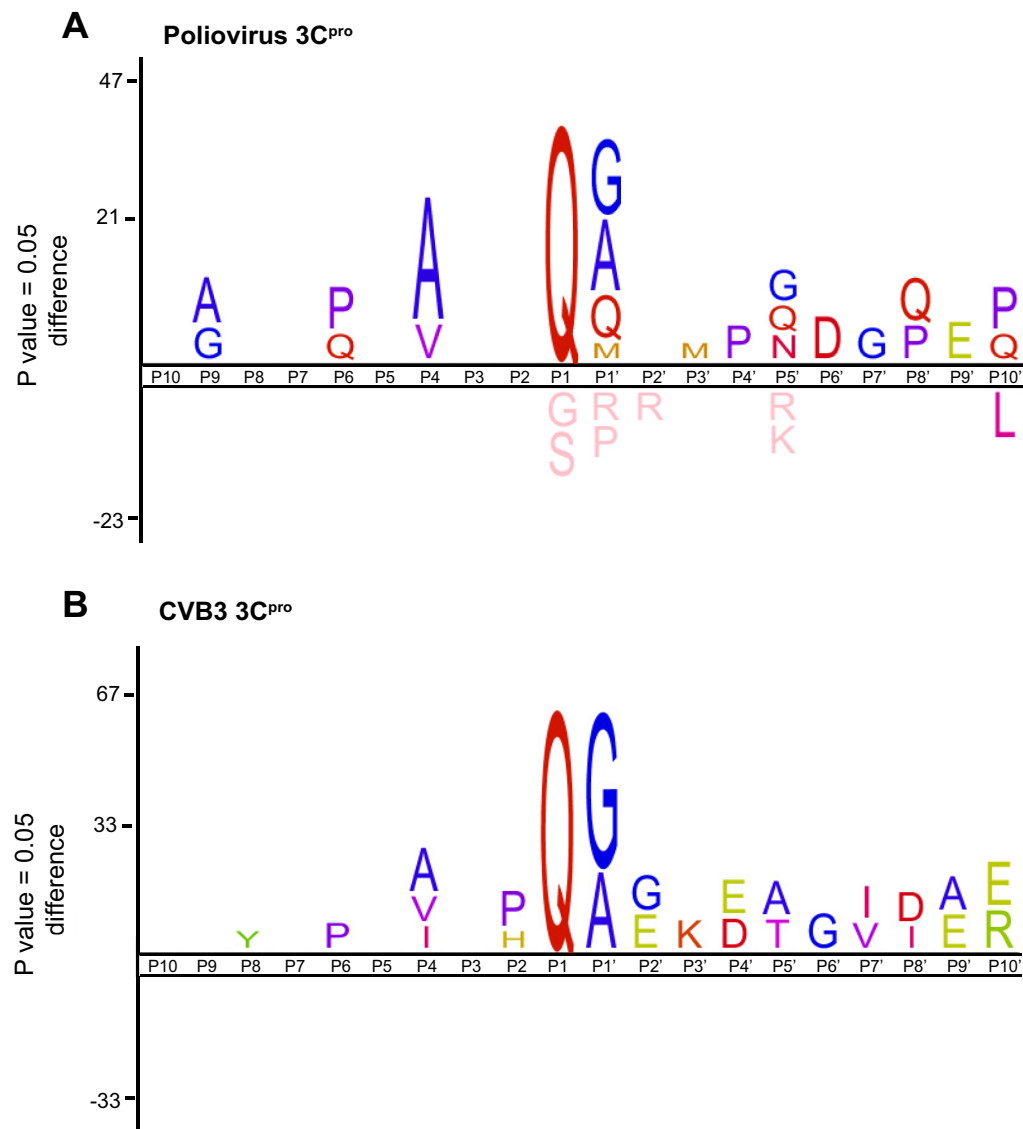 A
Poliovirus 3Cpro
47
21
-23
P value = 0.05
difference
A P A Q G G Q P
G Q V A Q D G P E Q
Q N
M M P
P10 P9 P8 P7 P6 P5 P4 P3 P2 P1 P1’ P2’ P3’ P4’ P5’ P6’ P7’ P8’ P9’ P10’
G R R R L
S P K
B
CVB3 3Cpro
67
33
-33
P value = 0.05
difference
A P Q G G E A I D A E
Y P V H A E K D T G V I E R
I
P10 P9 P8 P7 P6 P5 P4 P3 P2 P1 P1’ P2’ P3’ P4’ P5’ P6’ P7’ P8’ P9’ P10’